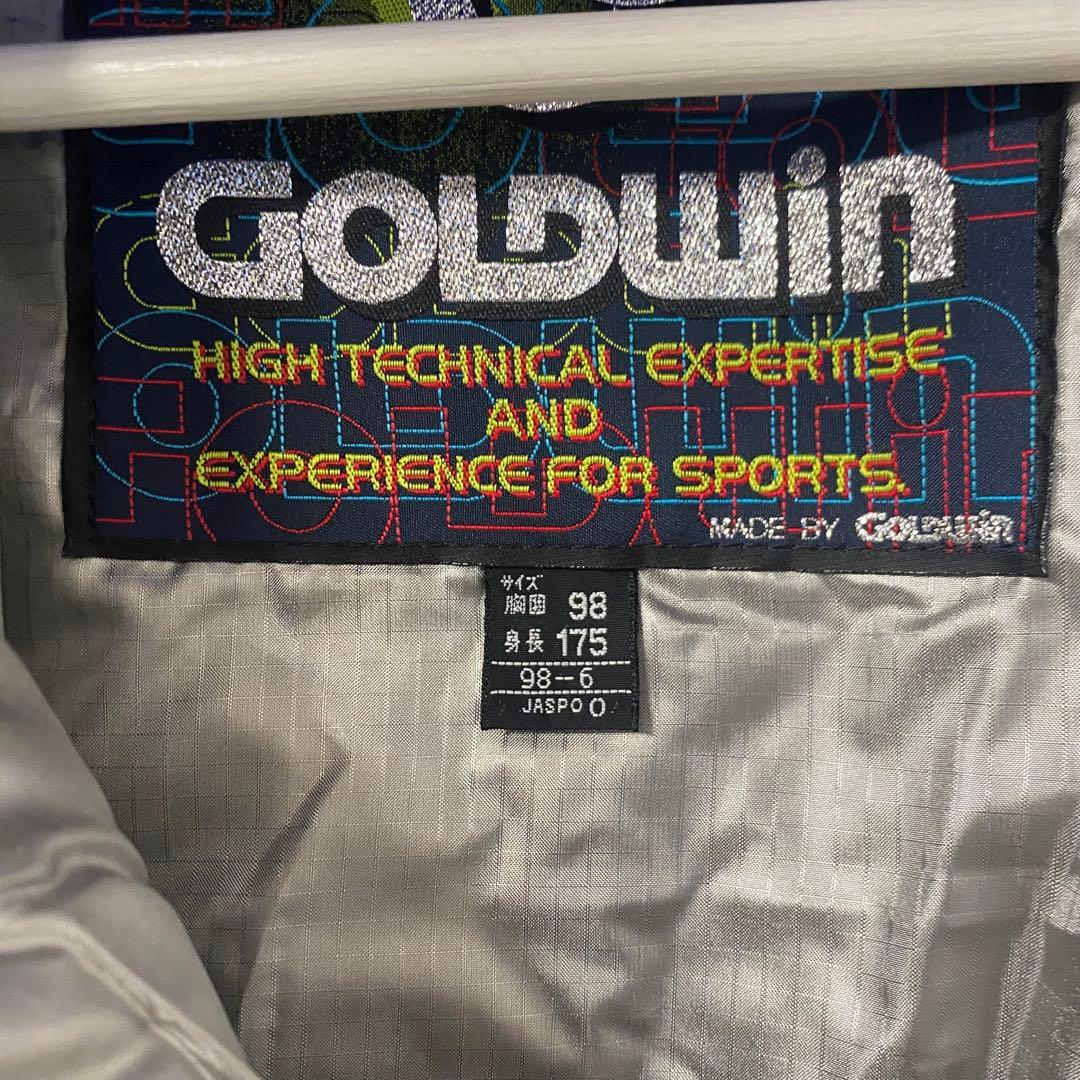 GOLDWiN
HIGH TECHNICAL EXPERTISE
AND
EXPERIENCE FOR SPORTS.
MADE BY GOLDWiN
サイズ
胸囲 98
身長 175
98--6
JASPO O